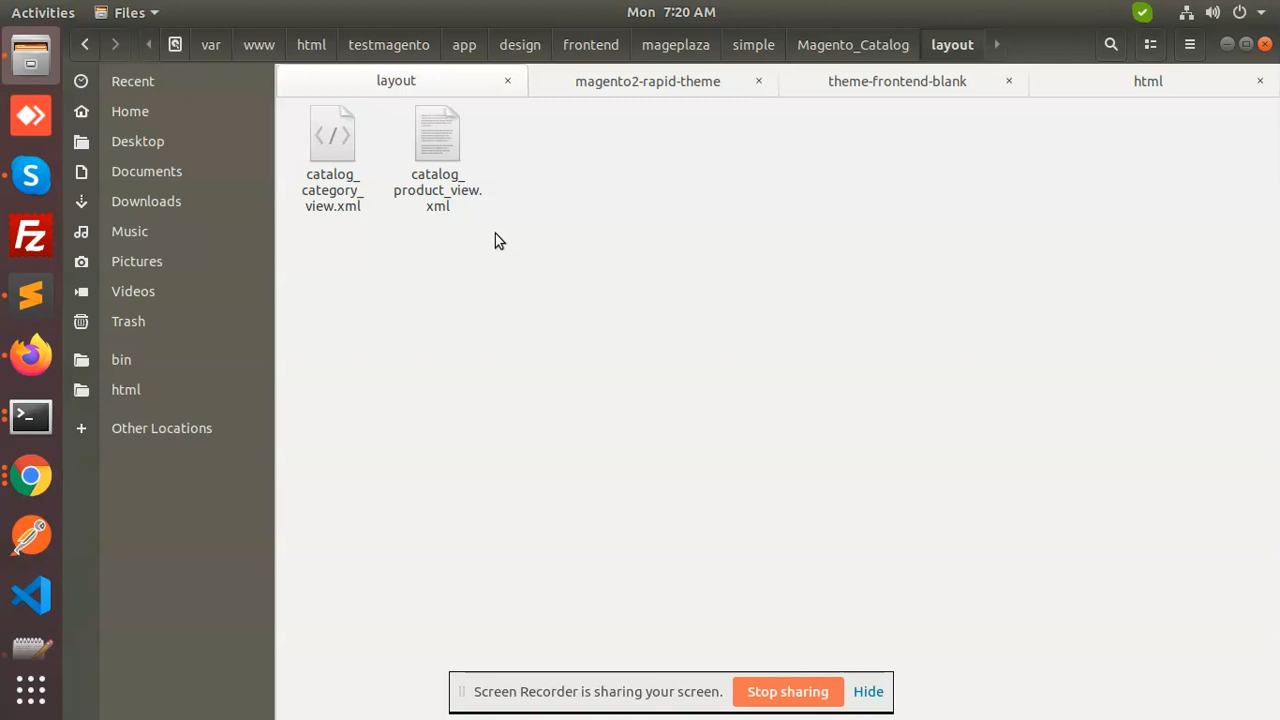 Activities Files Mon 7:20 AM
var www html testmagento app design frontend mageplaza simple Magento_Catalog layout
layout × magento2-rapid-theme × theme-frontend-blank × html ×
Recent
Home
Desktop
Documents
Downloads
Music
Pictures
Videos
Trash
bin
html
+ Other Locations
catalog_
category_
view.xml
catalog_
product_view.
xml
Screen Recorder is sharing your screen. Stop sharing Hide